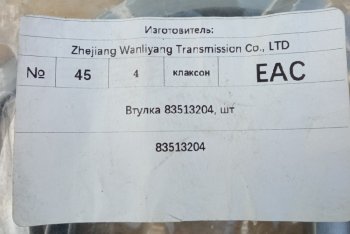 Изготовитель:
Zhejiang Wanliyang Transmission Co., LTD
№ 45 4 клаксон EAC
Втулка 83513204, шт
83513204